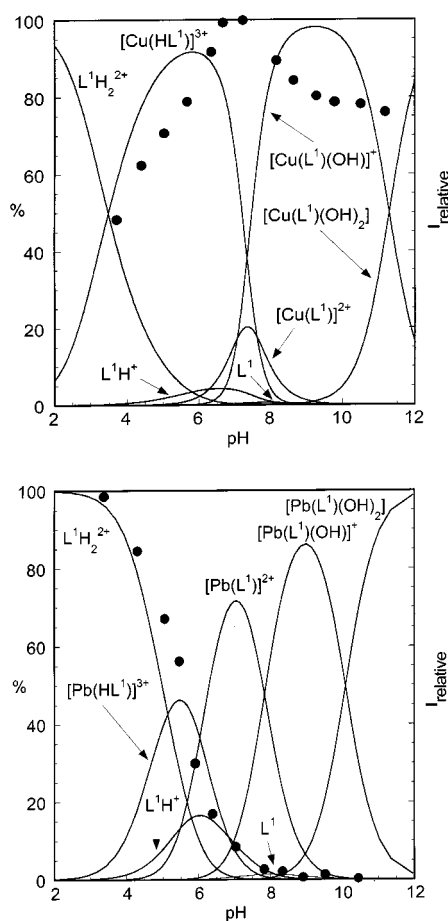 100
80
60
%
40
20
0
2
4
6
8
10
12
pH
I relative
[Cu(HL¹)]³⁺
L¹H₂²⁺
[Cu(L¹)(OH)]⁺
[Cu(L¹)(OH)₂]
[Cu(L¹)]²⁺
L¹H⁺
L¹
100
80
60
%
40
20
0
2
4
6
8
10
12
pH
I relative
L¹H₂²⁺
[Pb(L¹)(OH)₂]
[Pb(L¹)(OH)]⁺
[Pb(L¹)]²⁺
[Pb(HL¹)]³⁺
L¹H⁺
L¹